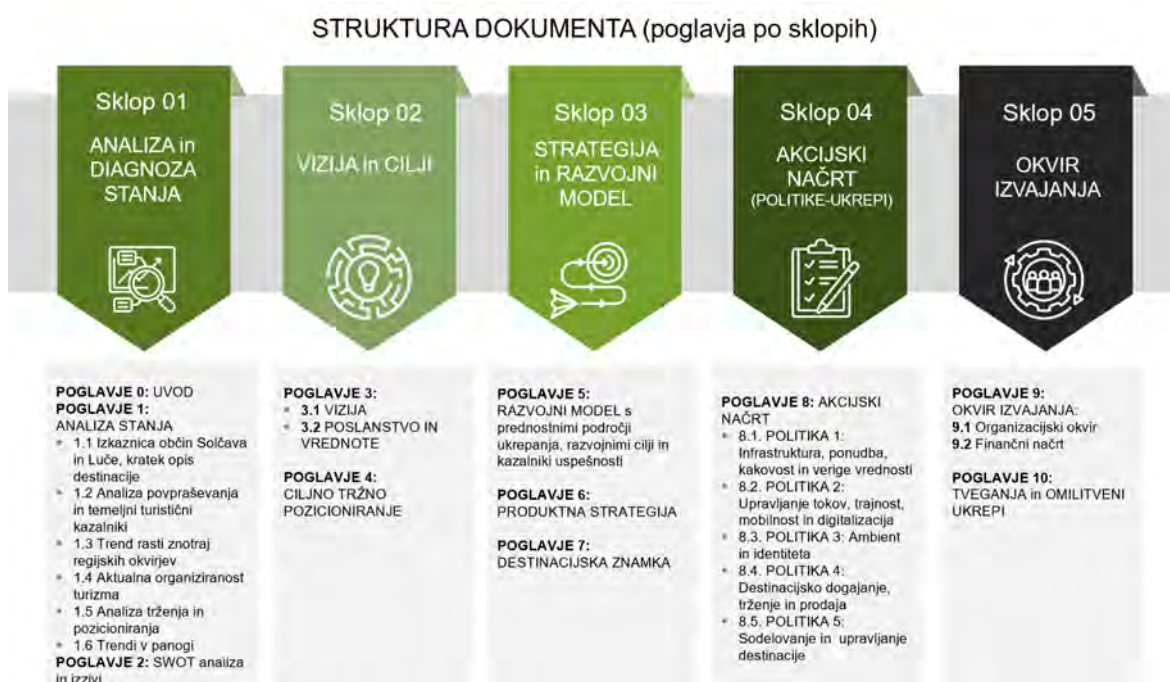 STRUKTURA DOKUMENTA (poglavja po sklopih)
Sklop 01
ANALIZA in
DIAGNOZA
STANJA
Sklop 02
VIZIJA in CILJI
Sklop 03
STRATEGIJA
in RAZVOJNI
MODEL
Sklop 04
AKCIJSKI
NAČRT
(POLITIKE-UKREPI)
Sklop 05
OKVIR
IZVAJANJA
POGLAVJE 0: UVOD
POGLAVJE 1:
ANALIZA STANJA
1.1 Izkaznica občin Solčava
in Luče, kratek opis
destinacije
1.2 Analiza povpraševanja
in temeljni turistični
kazalniki
1.3 Trend rasti znotraj
regijskih okvirjev
1.4 Aktualna organiziranost
turizma
1.5 Analiza trženja in
pozicioniranja
1.6 Trendi v panogi
POGLAVJE 2: SWOT analiza
in izzivi
POGLAVJE 3:
3.1 VIZIJA
3.2 POSLANSTVO IN
VREDNOTE
POGLAVJE 4:
CILJNO TRŽNO
POZICIONIRANJE
POGLAVJE 5:
RAZVOJNI MODEL s
prednostnimi področji
ukrepanja, razvojnimi cilji in
kazalniki uspešnosti
POGLAVJE 6:
PRODUKTNA STRATEGIJA
POGLAVJE 7:
DESTINACIJSKA ZNAMKA
POGLAVJE 8: AKCIJSKI
NAČRT
8.1. POLITIKA 1:
Infrastruktura, ponudba,
kakovost in verige vrednosti
8.2. POLITIKA 2:
Upravljanje tokov, trajnost,
mobilnost in digitalizacija
8.3. POLITIKA 3: Ambient
in identiteta
8.4. POLITIKA 4:
Destinacijsko dogajanje,
trženje in prodaja
8.5. POLITIKA 5:
Sodelovanje in upravljanje
destinacije
POGLAVJE 9:
OKVIR IZVAJANJA:
9.1 Organizacijski okvir
9.2 Finančni načrt
POGLAVJE 10:
TVEGANJA in OMILITVENI
UKREPI